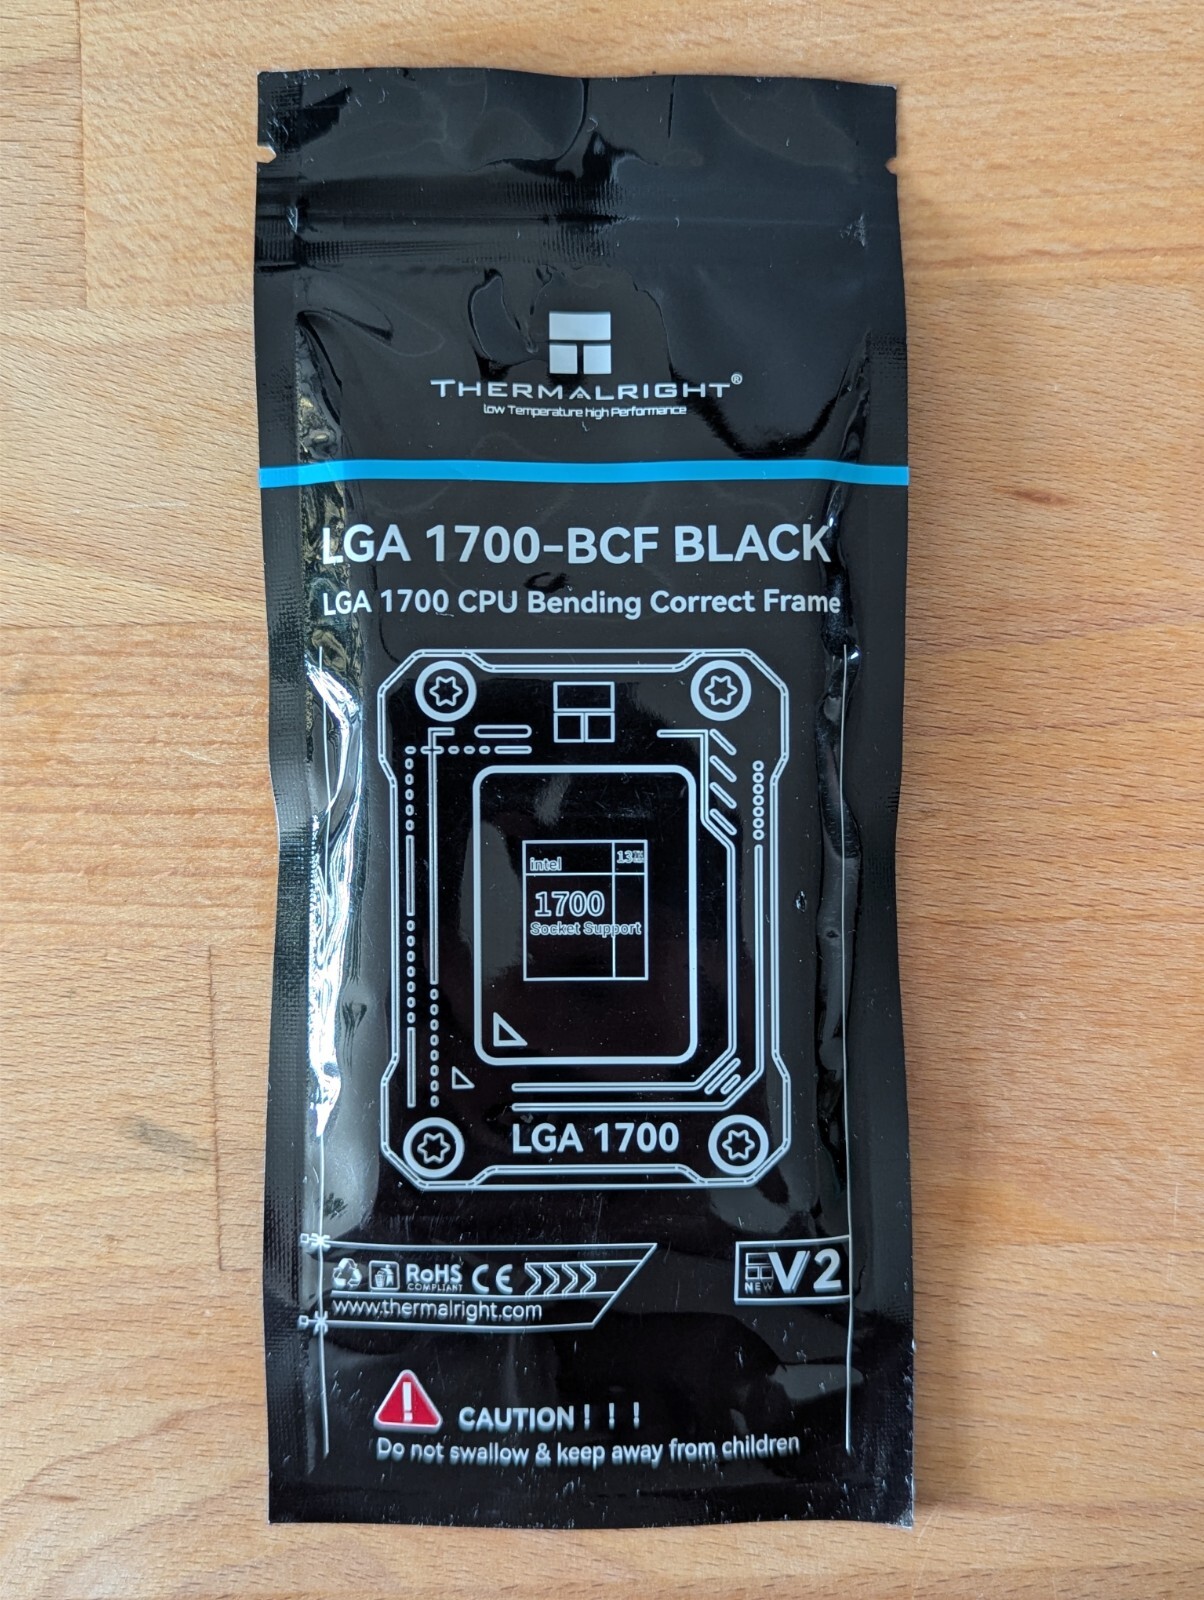 THERMALRIGHT®
Low Temperature high Performance
LGA 1700-BCF BLACK
LGA 1700 CPU Bending Correct Frame
intel 13th
1700
Socket Support
LGA 1700
RoHS CE
COMPLIANT
www.thermalright.com
NEW V2
CAUTION ! ! !
Do not swallow & keep away from children